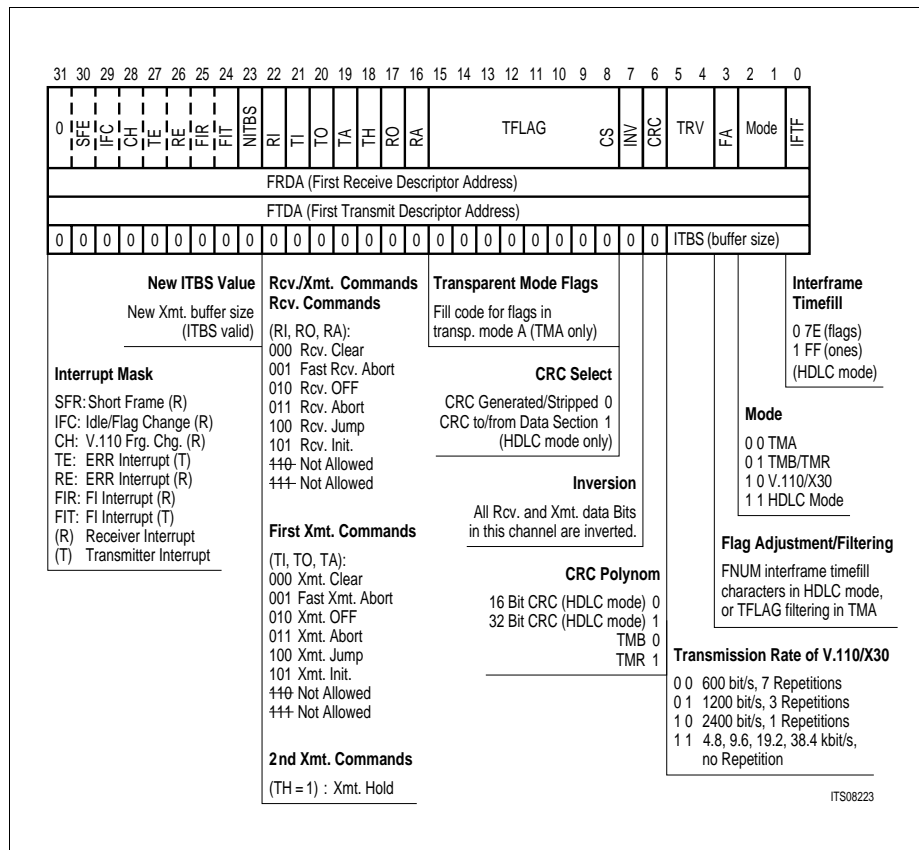 31 30 29 28 27 26 25 24 23 22 21 20 19 18 17 16 15 14 13 12 11 10 9 8 7 6 5 4 3 2 1 0
0 SFE IFC CH TE RE FIR FIT NITBS RI TI TO TA TH RO RA TFLAG CS INV CRC TRV FA Mode IFTF
FRDA (First Receive Descriptor Address)
FTDA (First Transmit Descriptor Address)
0 0 0 0 0 0 0 0 0 0 0 0 0 0 0 0 0 0 0 0 0 0 0 0 0 0 ITBS (buffer size)
New ITBS Value
New Xmt. buffer size
(ITBS valid)
Interrupt Mask
SFR: Short Frame (R)
IFC: Idle/Flag Change (R)
CH: V.110 Frg. Chg. (R)
TE: ERR Interrupt (T)
RE: ERR Interrupt (R)
FIR: FI Interrupt (R)
FIT: FI Interrupt (T)
(R) Receiver Interrupt
(T) Transmitter Interrupt
Rcv./Xmt. Commands
Rcv. Commands
(RI, RO, RA):
000 Rcv. Clear
001 Fast Rcv. Abort
010 Rcv. OFF
011 Rcv. Abort
100 Rcv. Jump
101 Rcv. Init.
110 Not Allowed
111 Not Allowed
First Xmt. Commands
(TI, TO, TA):
000 Xmt. Clear
001 Fast Xmt. Abort
010 Xmt. OFF
011 Xmt. Abort
100 Xmt. Jump
101 Xmt. Init.
110 Not Allowed
111 Not Allowed
2nd Xmt. Commands
(TH = 1) : Xmt. Hold
Transparent Mode Flags
Fill code for flags in
transp. mode A (TMA only)
CRC Select
CRC Generated/Stripped 0
CRC to/from Data Section 1
(HDLC mode only)
Inversion
All Rcv. and Xmt. data Bits
in this channel are inverted.
CRC Polynom
16 Bit CRC (HDLC mode) 0
32 Bit CRC (HDLC mode) 1
TMB 0
TMR 1
Interframe
Timefill
0 7E (flags)
1 FF (ones)
(HDLC mode)
Mode
0 0 TMA
0 1 TMB/TMR
1 0 V.110/X30
1 1 HDLC Mode
Flag Adjustment/Filtering
FNUM interframe timefill
characters in HDLC mode,
or TFLAG filtering in TMA
Transmission Rate of V.110/X30
0 0 600 bit/s, 7 Repetitions
0 1 1200 bit/s, 3 Repetitions
1 0 2400 bit/s, 1 Repetitions
1 1 4.8, 9.6, 19.2, 38.4 kbit/s,
no Repetition
ITS08223